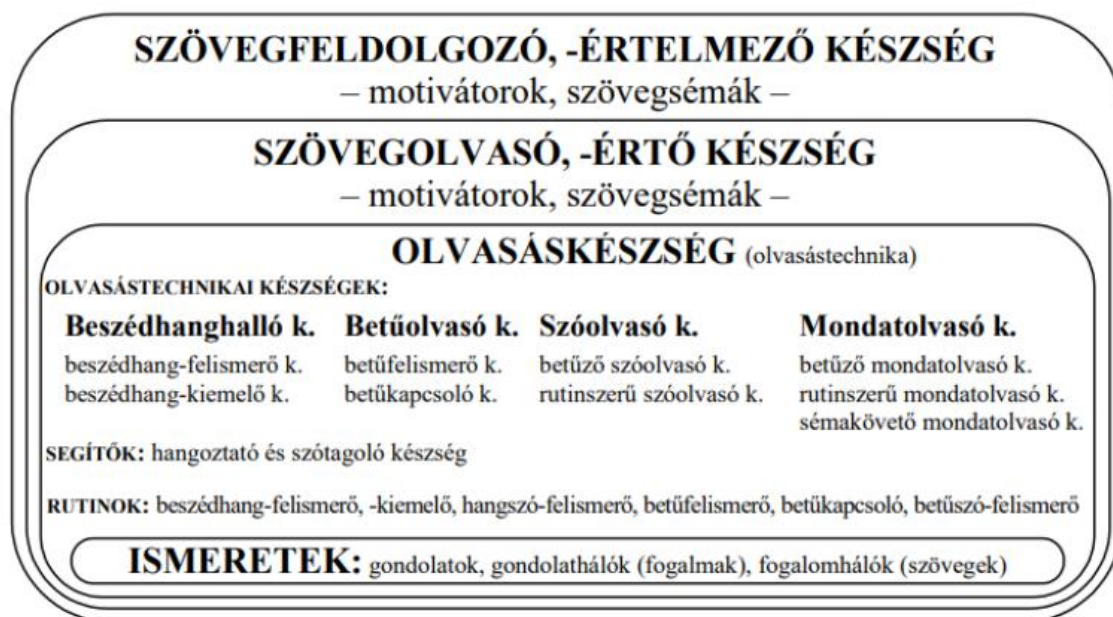 SZÖVEGFELDOLGOZÓ, -ÉRTELMEZŐ KÉSZSÉG
– motivátorok, szövegsémák –
SZÖVEGOLVASÓ, -ÉRTŐ KÉSZSÉG
– motivátorok, szövegsémák –
OLVASÁSKÉSZSÉG (olvasástechnika)
OLVASÁSTECHNIKAI KÉSZSÉGEK:
Beszédhanghalló k. Betűolvasó k. Szóolvasó k. Mondatolvasó k.
beszédhang-felismerő k. betűfelismerő k. betűző szóolvasó k. betűző mondatolvasó k.
beszédhang-kiemelő k. betűkapcsoló k. rutinszerű szóolvasó k. rutinszerű mondatolvasó k.
sémakövető mondatolvasó k.
SEGÍTŐK: hangoztató és szótagoló készség
RUTINOK: beszédhang-felismerő, -kiemelő, hangszó-felismerő, betűfelismerő, betűkapcsoló, betűszó-felismerő
ISMERETEK: gondolatok, gondolathálók (fogalmak), fogalomhálók (szövegek)